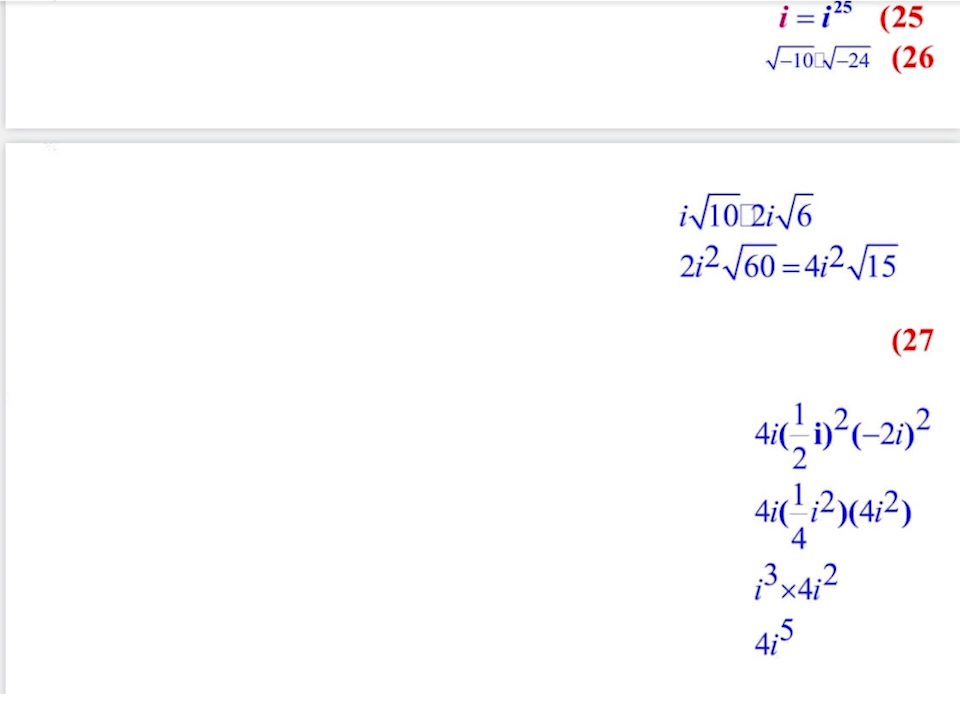 i = i²⁵ (25
√−10□√−24 (26
i√10□2i√6
2i²√60 = 4i²√15
(27
4i(1/2 i)²(−2i)²
4i(1/4 i²)(4i²)
i³×4i²
4i⁵